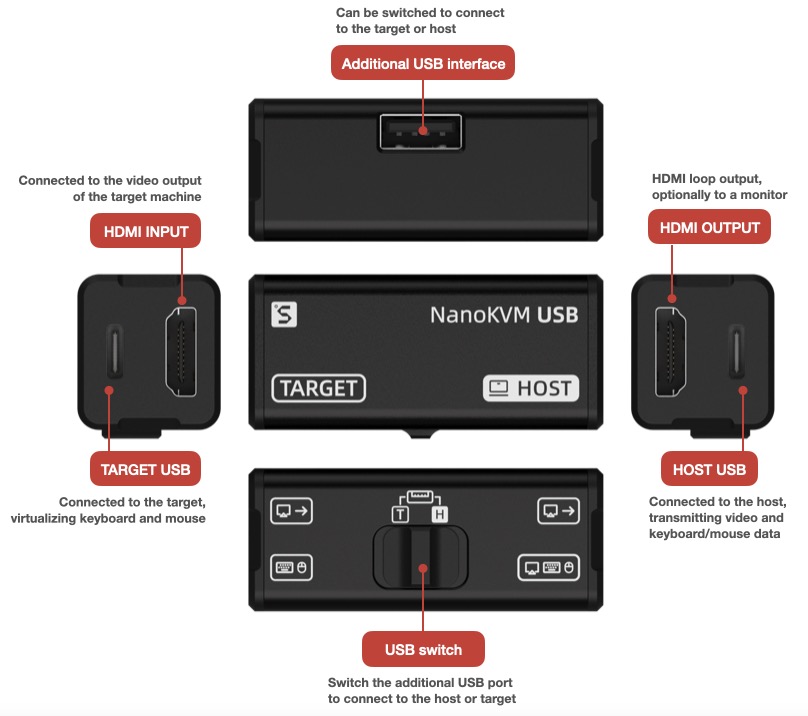 Can be switched to connect
to the target or host
Additional USB interface
Connected to the video output
of the target machine
HDMI INPUT
HDMI loop output,
optionally to a monitor
HDMI OUTPUT
NanoKVM USB
TARGET
HOST
TARGET USB
Connected to the target,
virtualizing keyboard and mouse
HOST USB
Connected to the host,
transmitting video and
keyboard/mouse data
T H
USB switch
Switch the additional USB port
to connect to the host or target